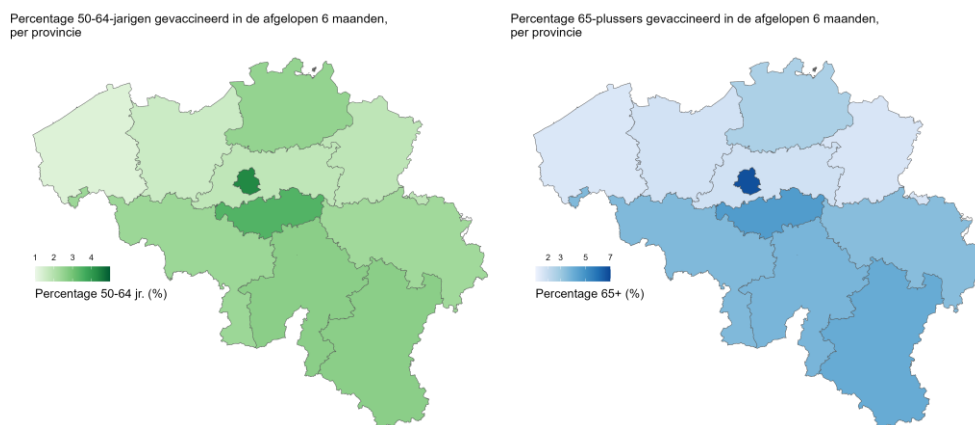 Percentage 50-64-jarigen gevaccineerd in de afgelopen 6 maanden,
per provincie
1 2 3 4
Percentage 50-64 jr. (%)
Percentage 65-plussers gevaccineerd in de afgelopen 6 maanden,
per provincie
2 3 5 7
Percentage 65+ (%)